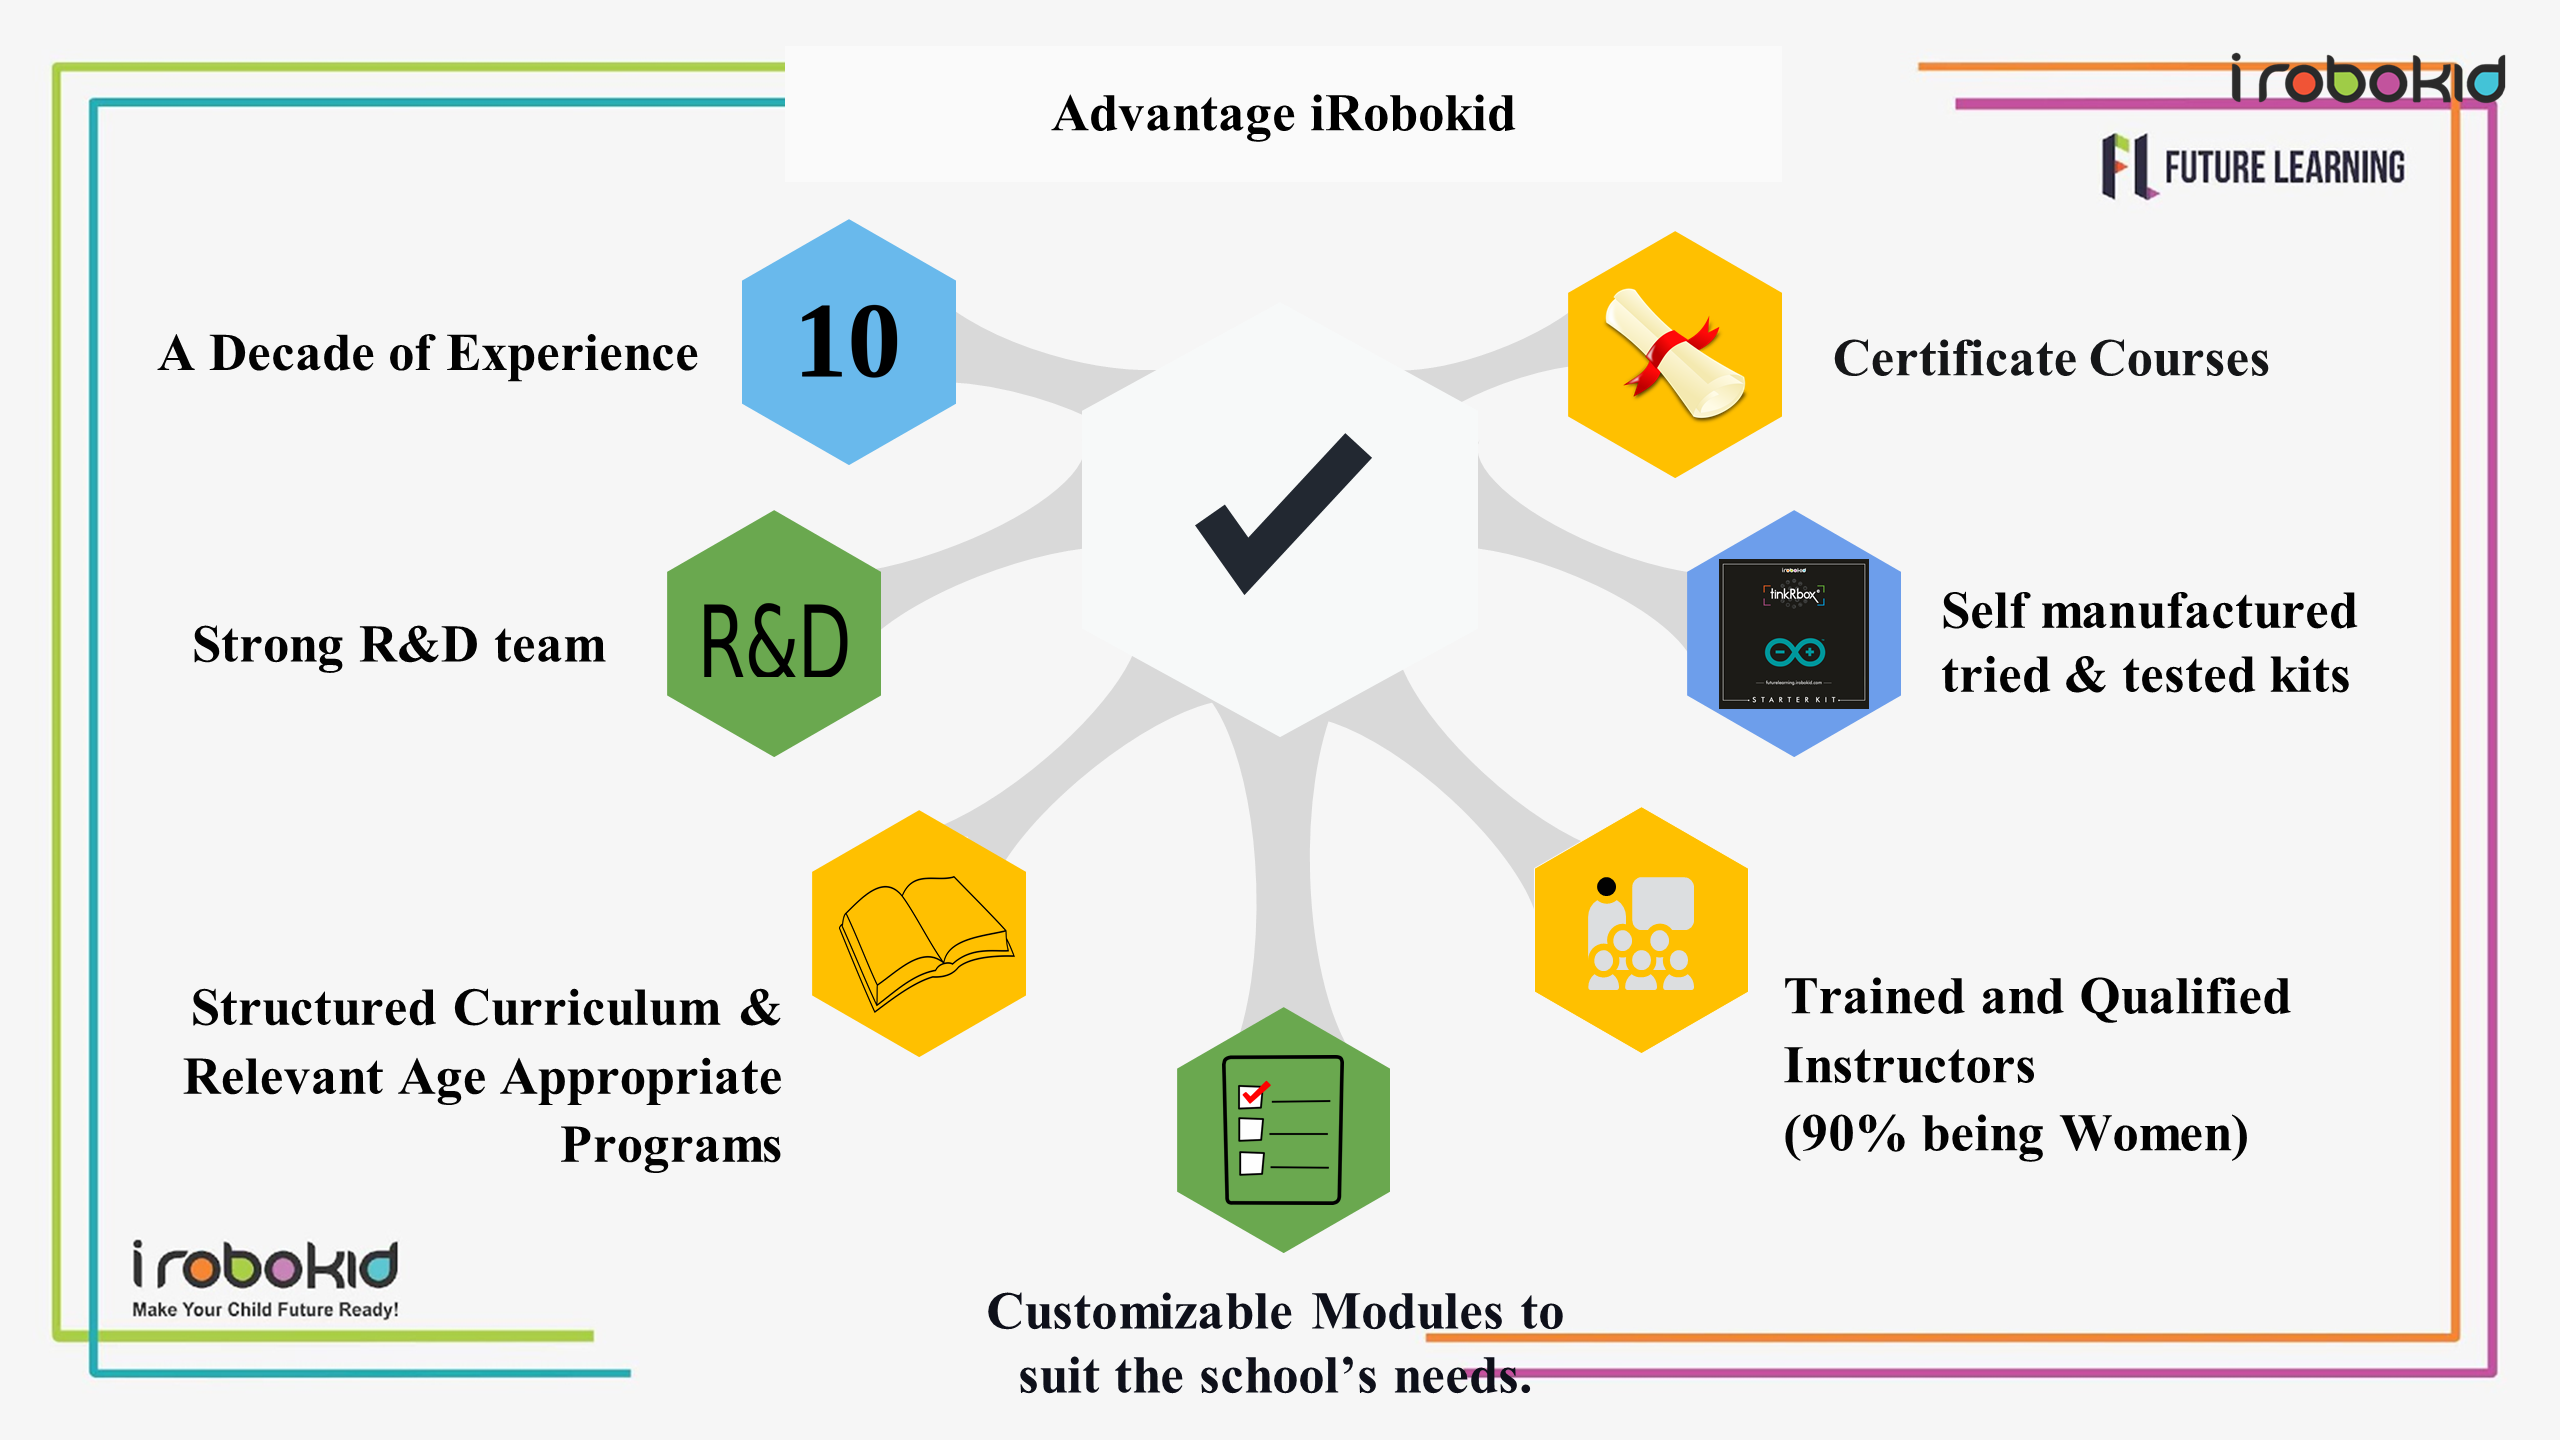 Advantage iRobokid
i robokid
FUTURE LEARNING
10
A Decade of Experience
Certificate Courses
R&D
Strong R&D team
irobokid
tinkRbox
futurelearning.irobokid.com
STARTER KIT
Self manufactured
tried & tested kits
Structured Curriculum &
Relevant Age Appropriate
Programs
Trained and Qualified
Instructors
(90% being Women)
i robokid
Make Your Child Future Ready!
Customizable Modules to
suit the school’s needs.